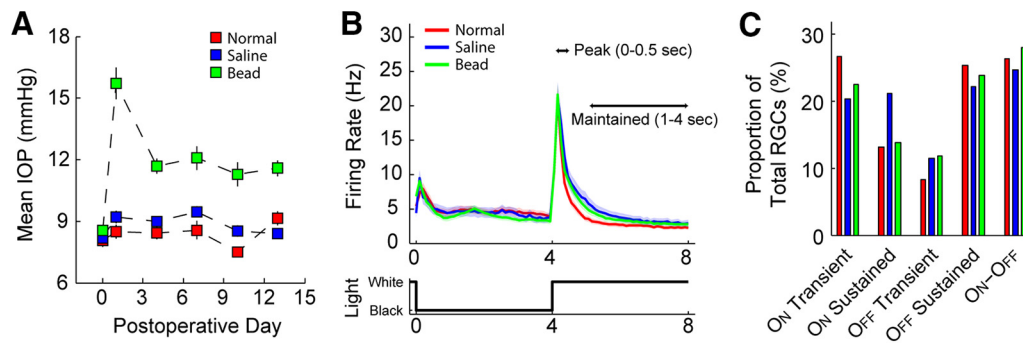 A
Mean IOP (mmHg)
18
15
12
9
6
Normal
Saline
Bead
0 3 6 9 12 15
Postoperative Day
B
Firing Rate (Hz)
30
25
20
15
10
5
0
Normal
Saline
Bead
Peak (0-0.5 sec)
Maintained (1-4 sec)
0 4 8
Light
White
Black
0 4 8
C
Proportion of
Total RGCs (%)
30
20
10
0
ON Transient
ON Sustained
OFF Transient
OFF Sustained
ON-OFF